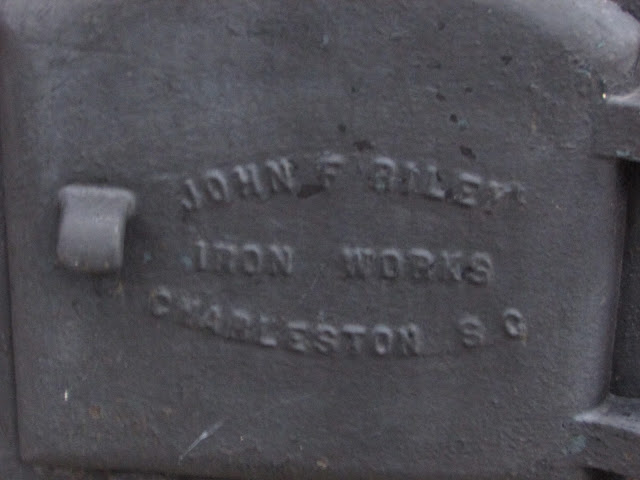 JOHN F RILEY
IRON WORKS
CHARLESTON S C